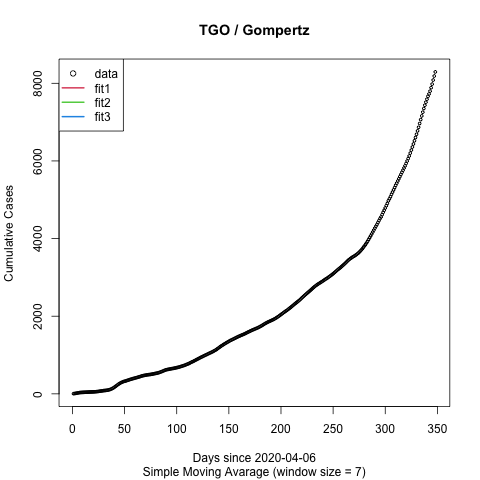 TGO / Gompertz
data
fit1
fit2
fit3
Cumulative Cases
8000
6000
4000
2000
0
0 50 100 150 200 250 300 350
Days since 2020-04-06
Simple Moving Avarage (window size = 7)